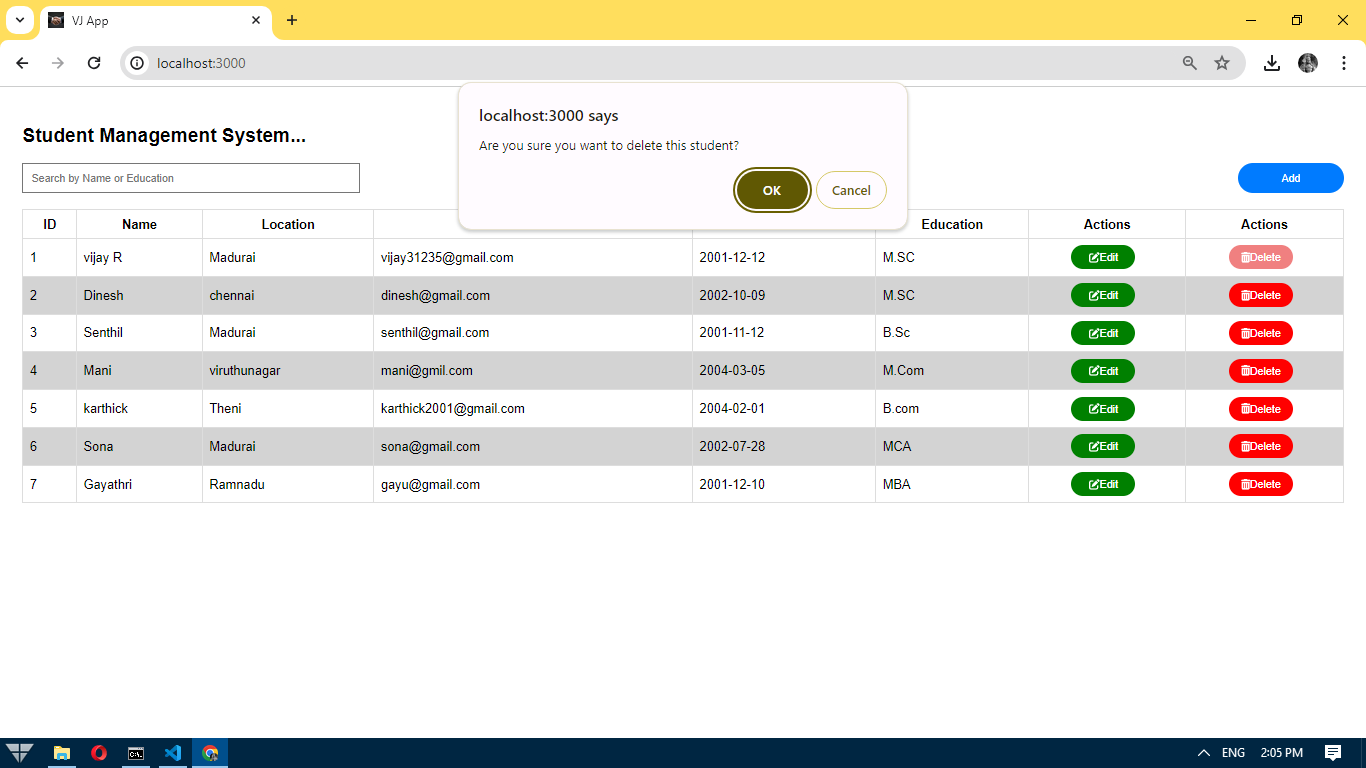 VJ App
localhost:3000
localhost:3000 says
Are you sure you want to delete this student?
OK Cancel
Student Management System...
Search by Name or Education
Add
ID Name Location Education Actions Actions
1 vijay R Madurai vijay31235@gmail.com 2001-12-12 M.SC Edit Delete
2 Dinesh chennai dinesh@gmail.com 2002-10-09 M.SC Edit Delete
3 Senthil Madurai senthil@gmail.com 2001-11-12 B.Sc Edit Delete
4 Mani viruthunagar mani@gmil.com 2004-03-05 M.Com Edit Delete
5 karthick Theni karthick2001@gmail.com 2004-02-01 B.com Edit Delete
6 Sona Madurai sona@gmail.com 2002-07-28 MCA Edit Delete
7 Gayathri Ramnadu gayu@gmail.com 2001-12-10 MBA Edit Delete
ENG 2:05 PM